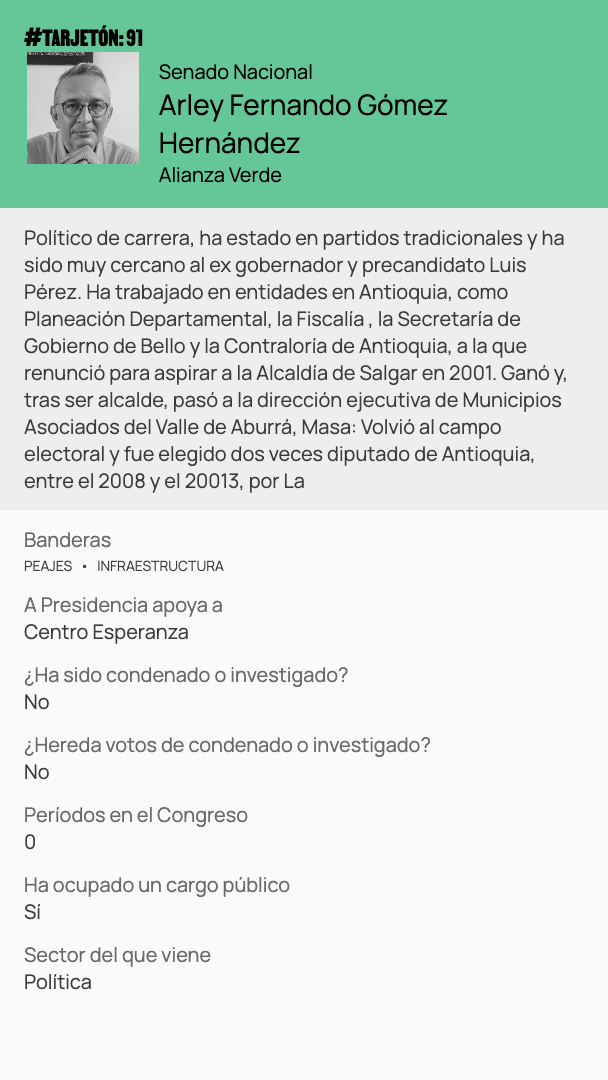 #TARJETÓN: 91
Senado Nacional
Arley Fernando Gómez
Hernández
Alianza Verde
Político de carrera, ha estado en partidos tradicionales y ha
sido muy cercano al ex gobernador y precandidato Luis
Pérez. Ha trabajado en entidades en Antioquia, como
Planeación Departamental, la Fiscalía , la Secretaría de
Gobierno de Bello y la Contraloría de Antioquia, a la que
renunció para aspirar a la Alcaldía de Salgar en 2001. Ganó y,
tras ser alcalde, pasó a la dirección ejecutiva de Municipios
Asociados del Valle de Aburrá, Masa: Volvió al campo
electoral y fue elegido dos veces diputado de Antioquia,
entre el 2008 y el 20013, por La
Banderas
PEAJES • INFRAESTRUCTURA
A Presidencia apoya a
Centro Esperanza
¿Ha sido condenado o investigado?
No
¿Hereda votos de condenado o investigado?
No
Períodos en el Congreso
0
Ha ocupado un cargo público
Sí
Sector del que viene
Política